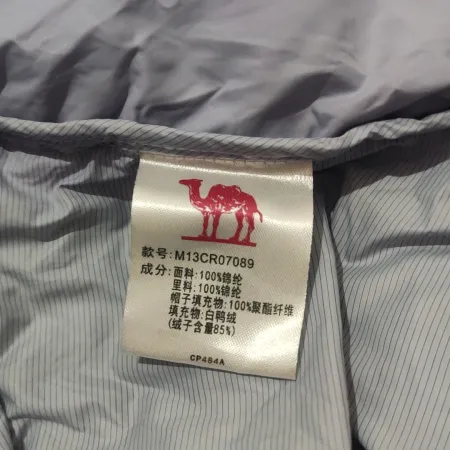 款号:M13CR07089
成分:面料:100%锦纶
里料:100%锦纶
帽子填充物:100%聚酯纤维
填充物:白鸭绒
(绒子含量85%)
CP484A